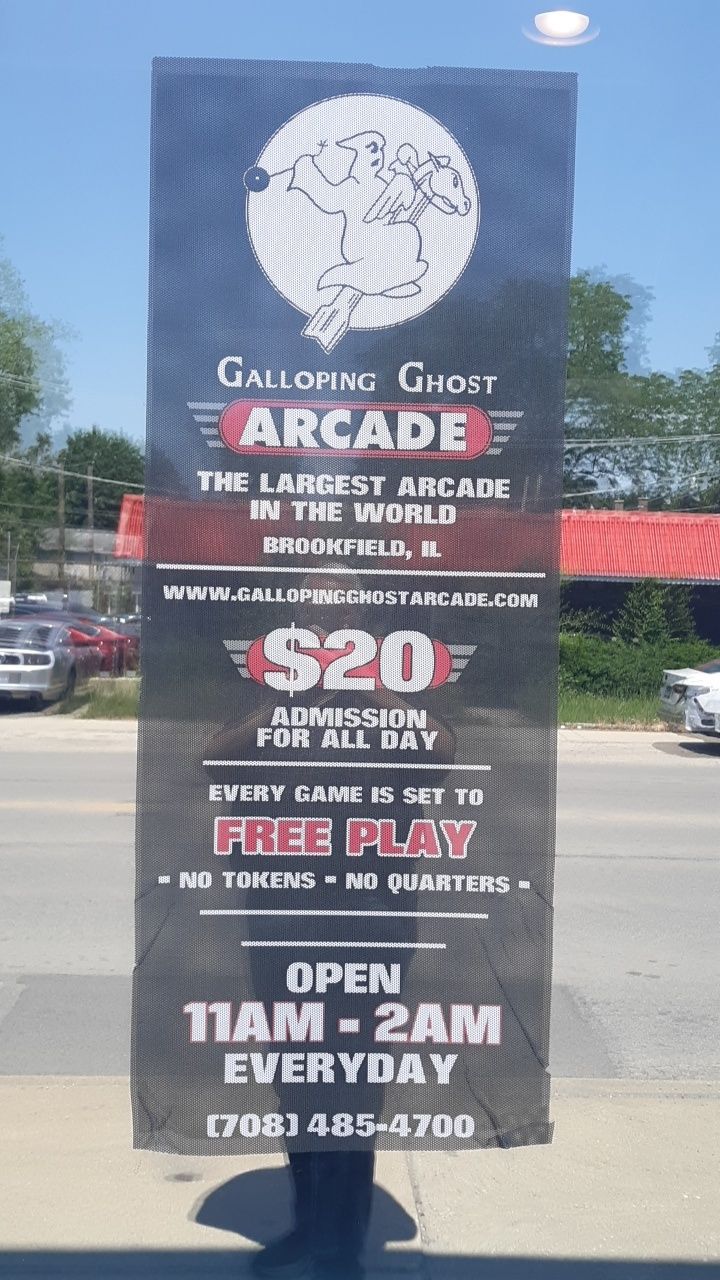 GALLOPING GHOST
ARCADE
THE LARGEST ARCADE
IN THE WORLD
BROOKFIELD, IL
WWW.GALLOPINGGHOSTARCADE.COM
$20
ADMISSION
FOR ALL DAY
EVERY GAME IS SET TO
FREE PLAY
- NO TOKENS - NO QUARTERS -
OPEN
11AM - 2AM
EVERYDAY
(708) 485-4700